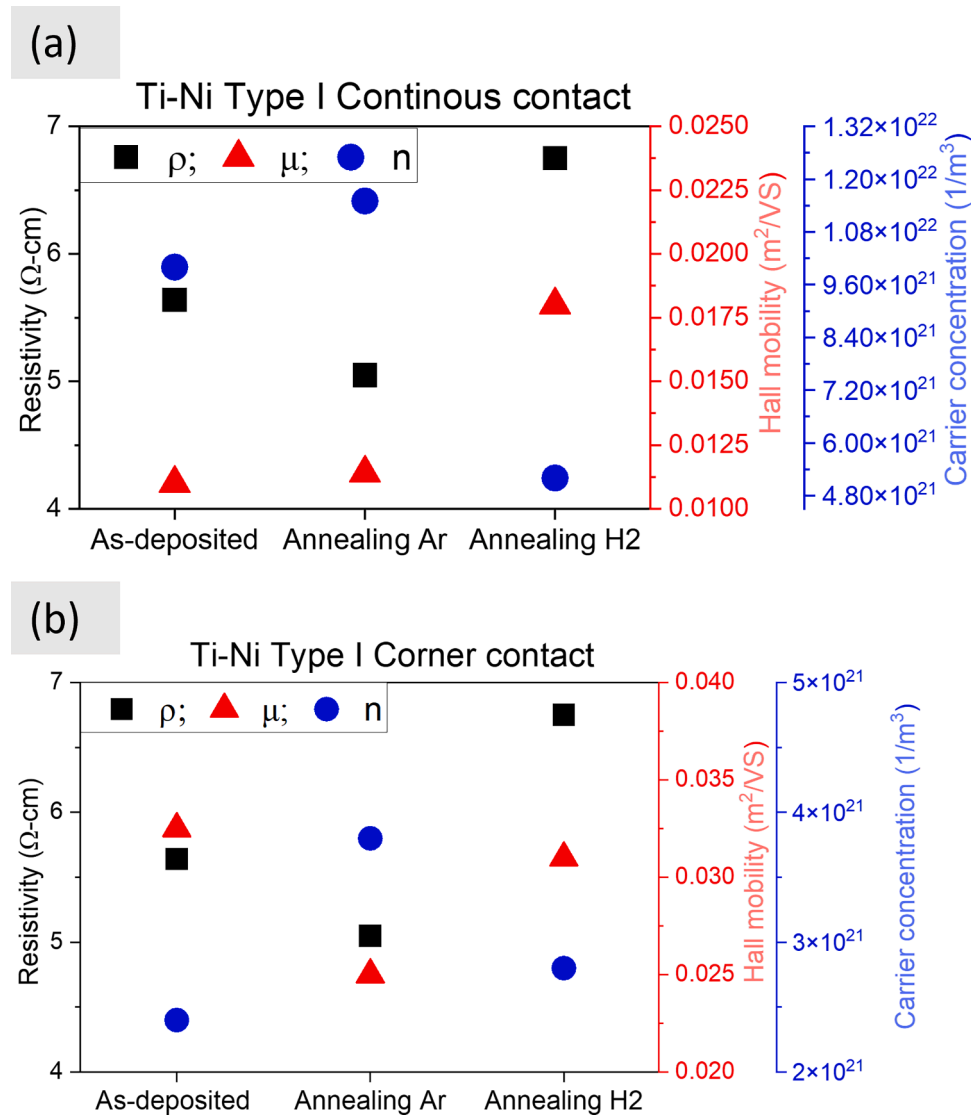 (a)
Ti-Ni Type I Continous contact
ρ; μ; n
Resistivity (Ω-cm)
7
6
5
4
As-deposited Annealing Ar Annealing H2
0.0250
0.0225
0.0200
0.0175
0.0150
0.0125
0.0100
Hall mobility (m²/VS)
1.32×10²²
1.20×10²²
1.08×10²²
9.60×10²¹
8.40×10²¹
7.20×10²¹
6.00×10²¹
4.80×10²¹
Carrier concentration (1/m³)
(b)
Ti-Ni Type I Corner contact
ρ; μ; n
Resistivity (Ω-cm)
7
6
5
4
As-deposited Annealing Ar Annealing H2
0.040
0.035
0.030
0.025
0.020
Hall mobility (m²/VS)
5×10²¹
4×10²¹
3×10²¹
2×10²¹
Carrier concentration (1/m³)